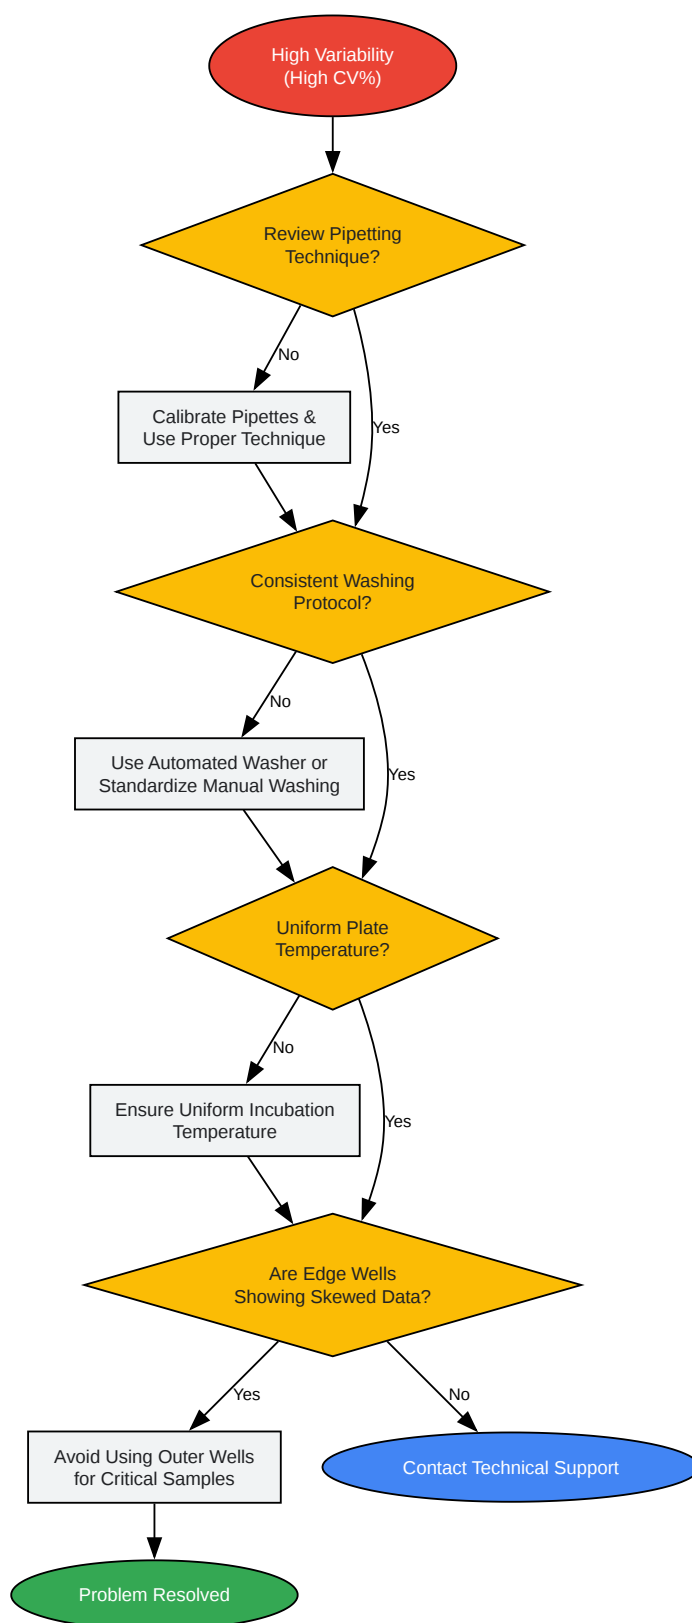 High Variability
(High CV%)
Review Pipetting
Technique?
No
Calibrate Pipettes &
Use Proper Technique
Yes
Consistent Washing
Protocol?
No
Use Automated Washer or
Standardize Manual Washing
Yes
Uniform Plate
Temperature?
No
Ensure Uniform Incubation
Temperature
Yes
Are Edge Wells
Showing Skewed Data?
Yes
No
Avoid Using Outer Wells
for Critical Samples
Contact Technical Support
Problem Resolved